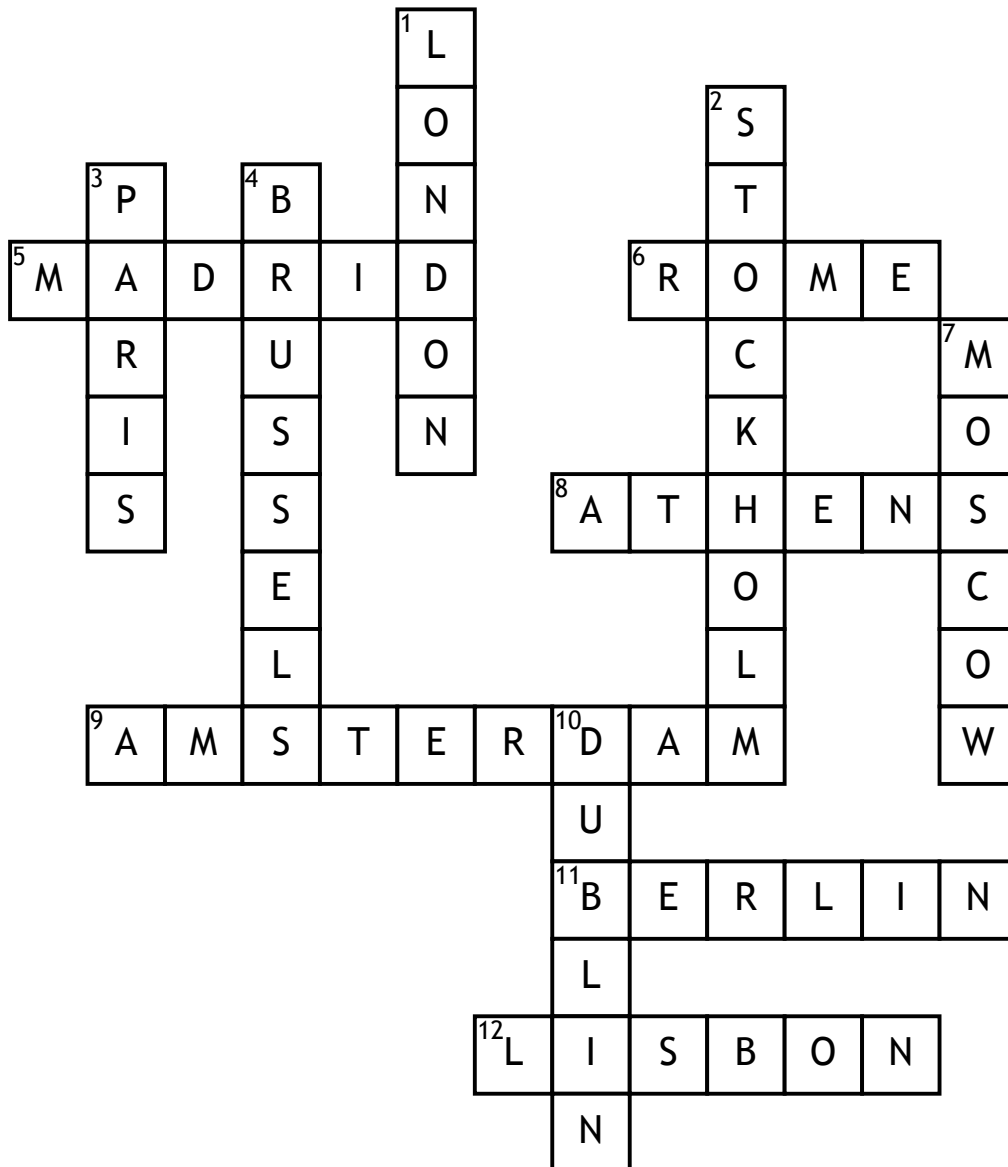 1 L
O 2 S
3 P 4 B N T
5 M A D R I D 6 R O M E
R U O C 7 M
I S N K O
S S 8 A T H E N S
E O C
L L O
9 A M S T E R 10 D A M W
U
11 B E R L I N
L
12 L I S B O N
N